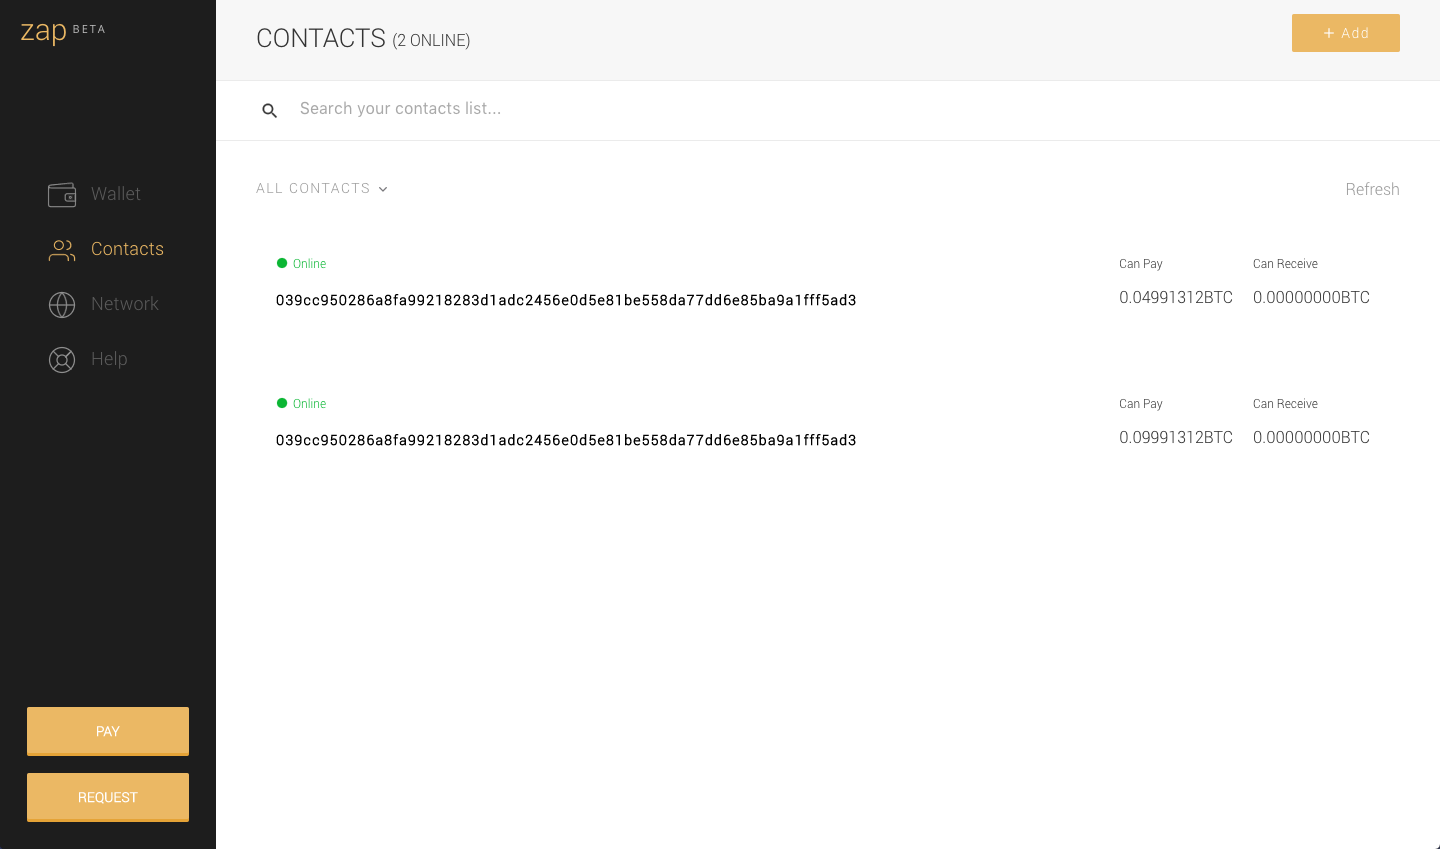 zap BETA
Wallet
Contacts
Network
Help
PAY
REQUEST
CONTACTS (2 ONLINE)
+ Add
Search your contacts list...
ALL CONTACTS
Refresh
Online
Can Pay
Can Receive
039cc950286a8fa99218283d1adc2456e0d5e81be558da77dd6e85ba9a1fff5ad3
0.04991312BTC
0.00000000BTC
Online
Can Pay
Can Receive
039cc950286a8fa99218283d1adc2456e0d5e81be558da77dd6e85ba9a1fff5ad3
0.09991312BTC
0.00000000BTC